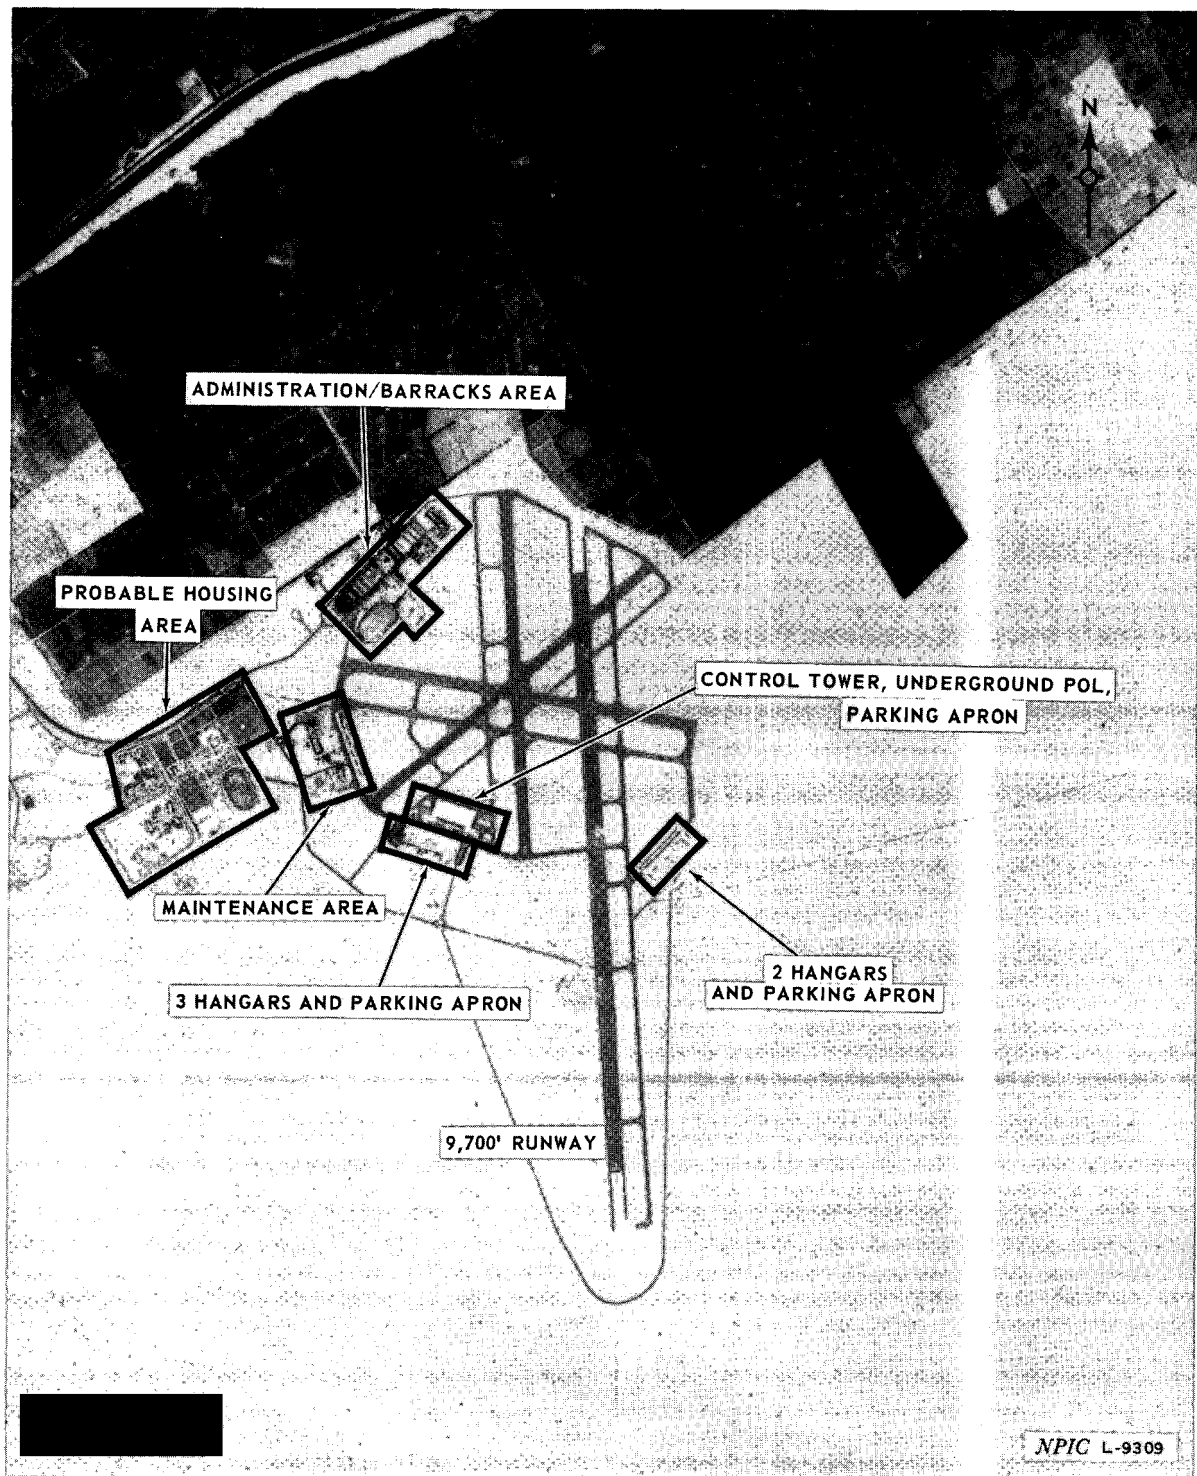 N
ADMINISTRATION/BARRACKS AREA
PROBABLE HOUSING
AREA
CONTROL TOWER, UNDERGROUND POL,
PARKING APRON
MAINTENANCE AREA
2 HANGARS
AND PARKING APRON
3 HANGARS AND PARKING APRON
9,700' RUNWAY
NPIC L-9309